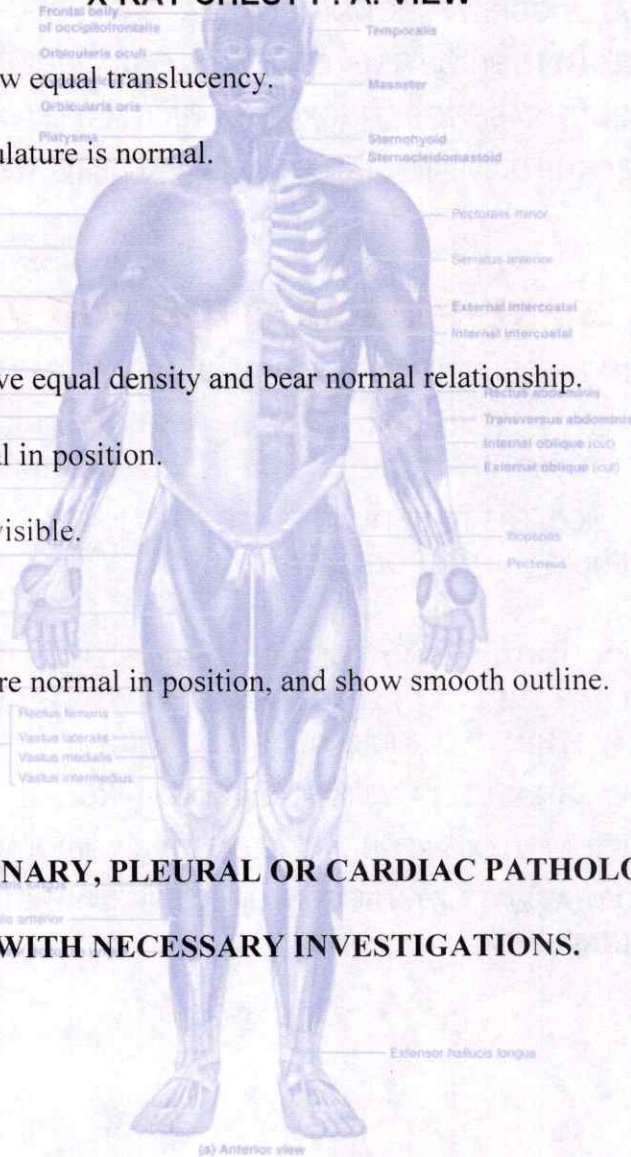 X-RAY CHEST P. A. VIEW
Frontal belly
of occipitofrontalis
Temporalis
Orbicularis oculi
w equal translucency.
Masseter
Orbicularis oris
Platysma
Sternohyoid
ulature is normal.
Sternocleidomastoid
Pectoralis minor
Serratus anterior
External intercostal
Internal intercostal
ve equal density and bear normal relationship.
Rectus abdominis
Transversus abdominis
l in position.
Internal oblique (cut)
External oblique (cut)
visible.
Iliopsoas
Pectineus
re normal in position, and show smooth outline.
Rectus femoris
Vastus lateralis
Vastus medialis
Vastus intermedius
NARY, PLEURAL OR CARDIAC PATHOLO
longus
anterior
WITH NECESSARY INVESTIGATIONS.
Extensor hallucis longus
(a) Anterior view